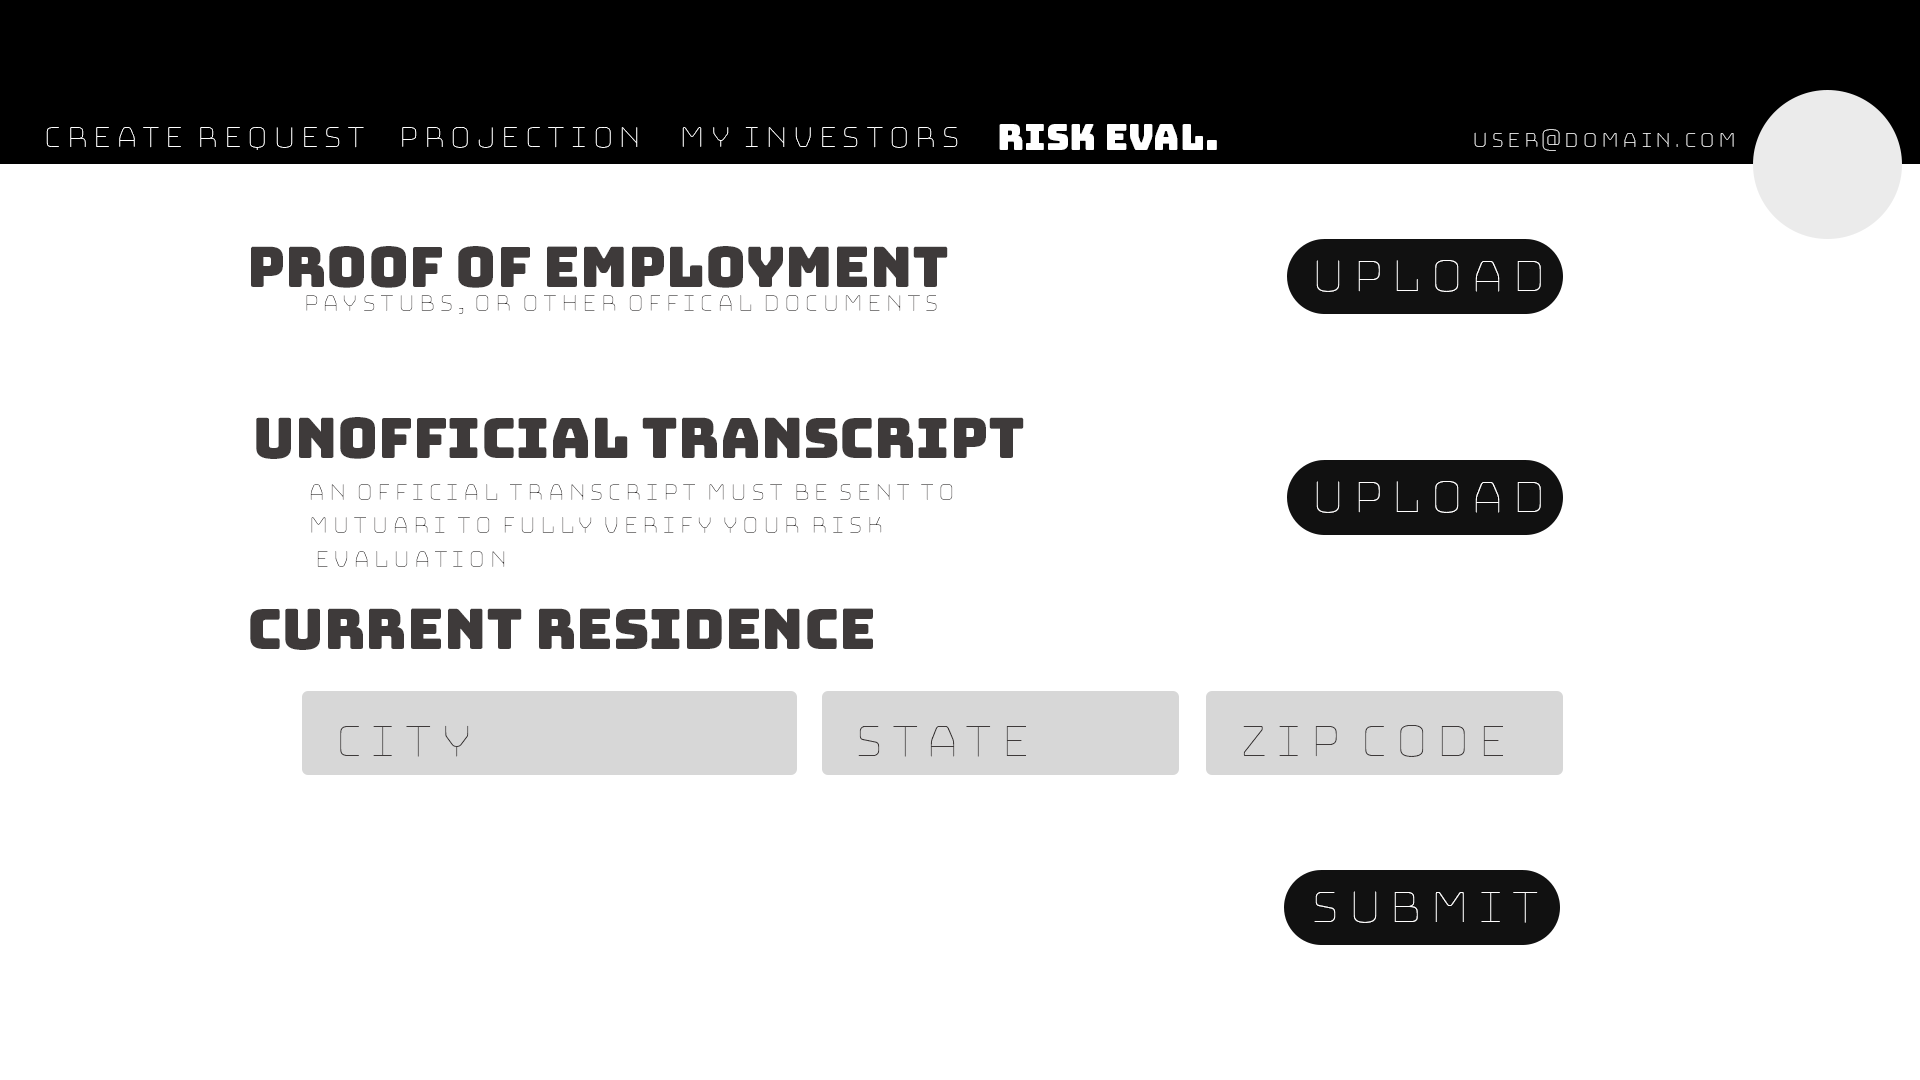 CREATE REQUEST PROJECTION MY INVESTORS RISK EVAL. USER@DOMAIN.COM
PROOF OF EMPLOYMENT
UPLOAD
PAYSTUBS, OR OTHER OFFICAL DOCUMENTS
UNOFFICIAL TRANSCRIPT
AN OFFICIAL TRANSCRIPT MUST BE SENT TO
UPLOAD
MUTUARI TO FULLY VERIFY YOUR RISK
EVALUATION
CURRENT RESIDENCE
CITY STATE ZIP CODE
SUBMIT